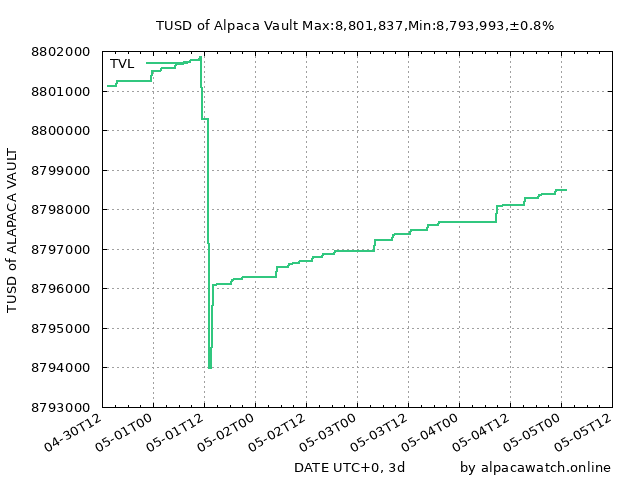 TUSD of Alpaca Vault Max:8,801,837,Min:8,793,993,±0.8%
TVL
8802000
8801000
8800000
8799000
8798000
8797000
8796000
8795000
8794000
8793000
TUSD of ALAPACA VAULT
04-30T12
05-01T00
05-01T12
05-02T00
05-02T12
05-03T00
05-03T12
05-04T00
05-04T12
05-05T00
05-05T12
DATE UTC+0, 3d
by alpacawatch.online